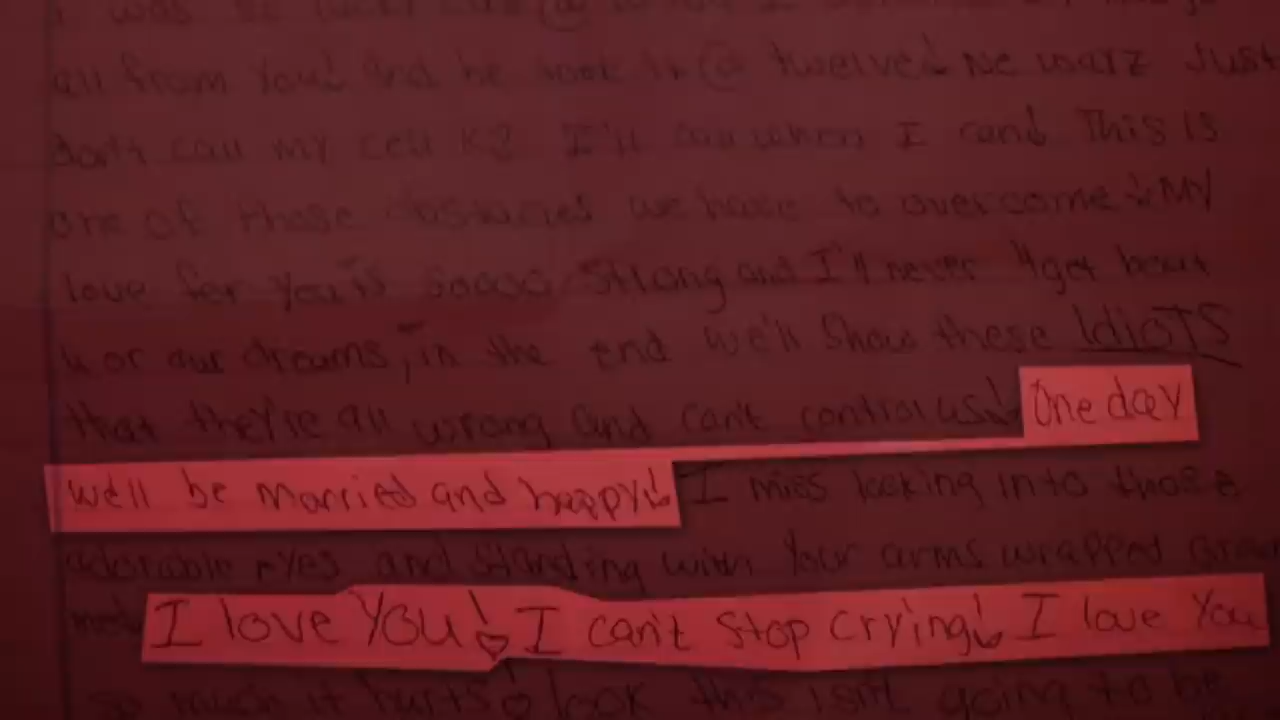 all from You! And he took it @ twelve! No worz Just
don't call my cell K? I'll call when I can! This is
one of those obstacles we have to overcome! My
love for You is soooo strong and I'll never 4get bout
u or our dreams, in the end we'll show these IdiOTS
that they're all wrong and can't control us! One day
we'll be married and happy! I miss looking into those
adorable eyes and standing with Your arms wrapped
me! I love YOU! I can't stop crying! I love You
so much it hurts! look this isn't going to be